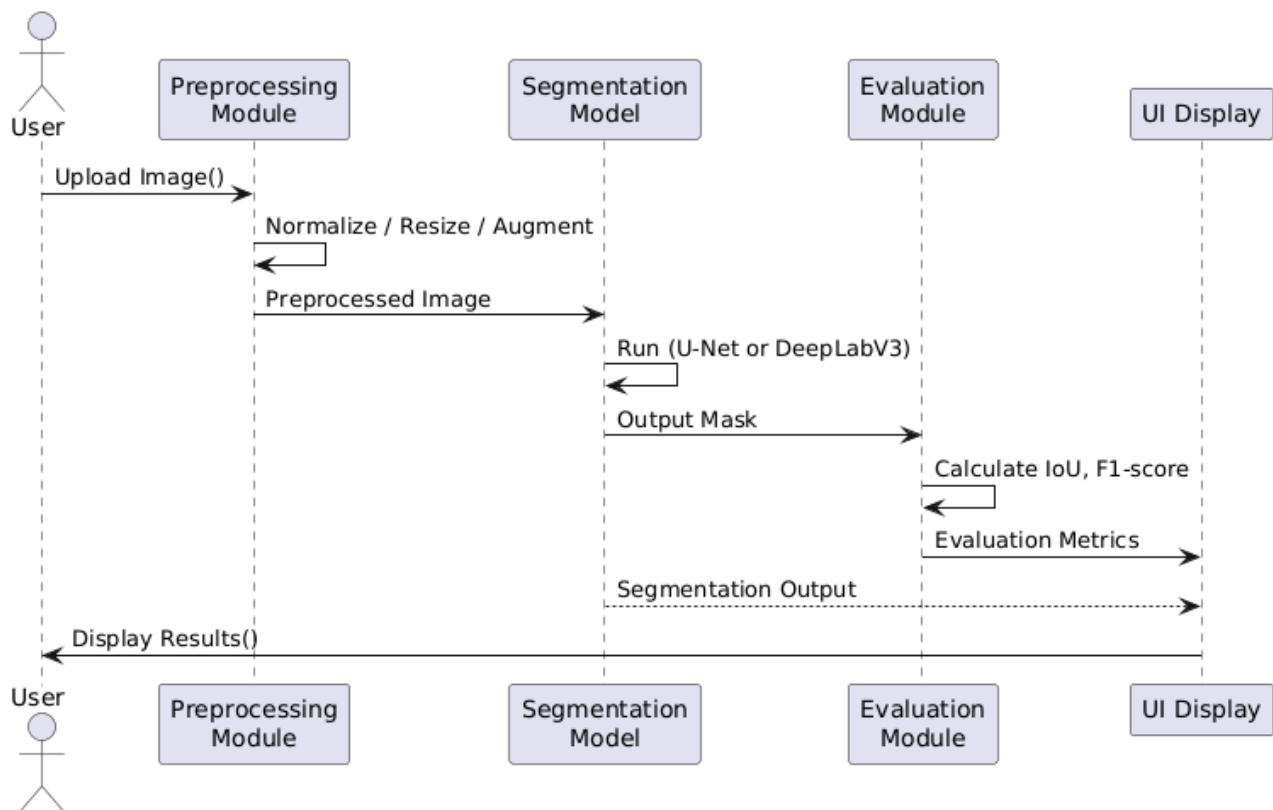 User
Preprocessing
Module
Segmentation
Model
Evaluation
Module
UI Display
Upload Image()
Normalize / Resize / Augment
Preprocessed Image
Run (U-Net or DeepLabV3)
Output Mask
Calculate IoU, F1-score
Evaluation Metrics
Segmentation Output
Display Results()
User
Preprocessing
Module
Segmentation
Model
Evaluation
Module
UI Display